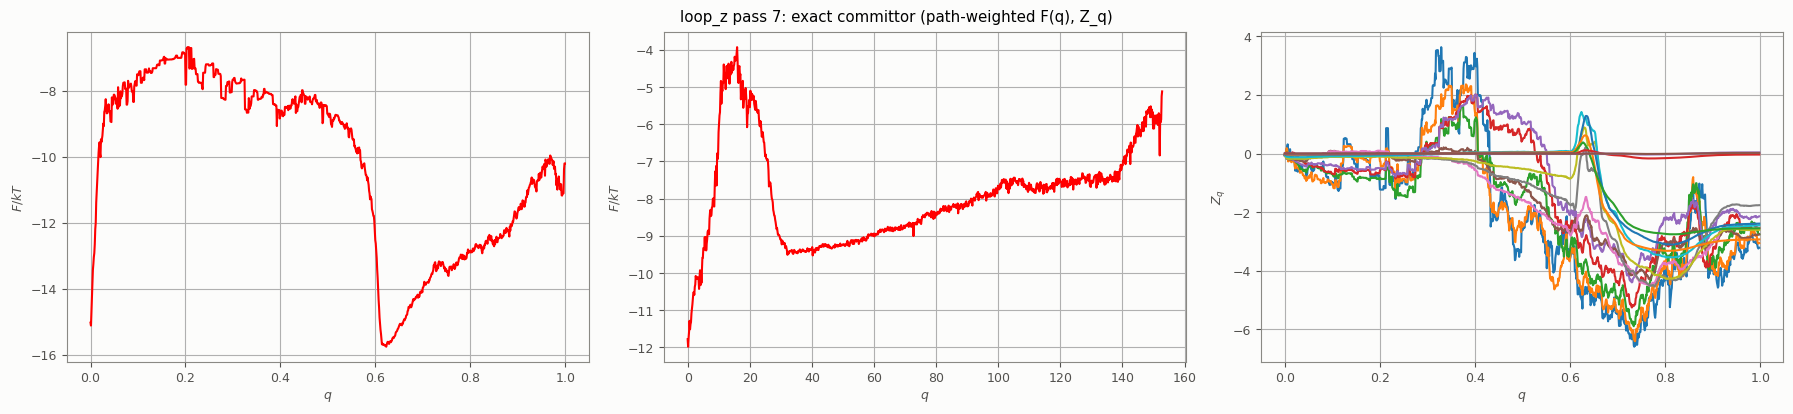 loop_z pass 7: exact committor (path-weighted F(q), Z_q)
F/kT
−8
−10
−12
−14
−16
0.0 0.2 0.4 0.6 0.8 1.0
q
F/kT
−4
−5
−6
−7
−8
−9
−10
−11
−12
0 20 40 60 80 100 120 140 160
q
Zq
4
2
0
−2
−4
−6
0.0 0.2 0.4 0.6 0.8 1.0
q